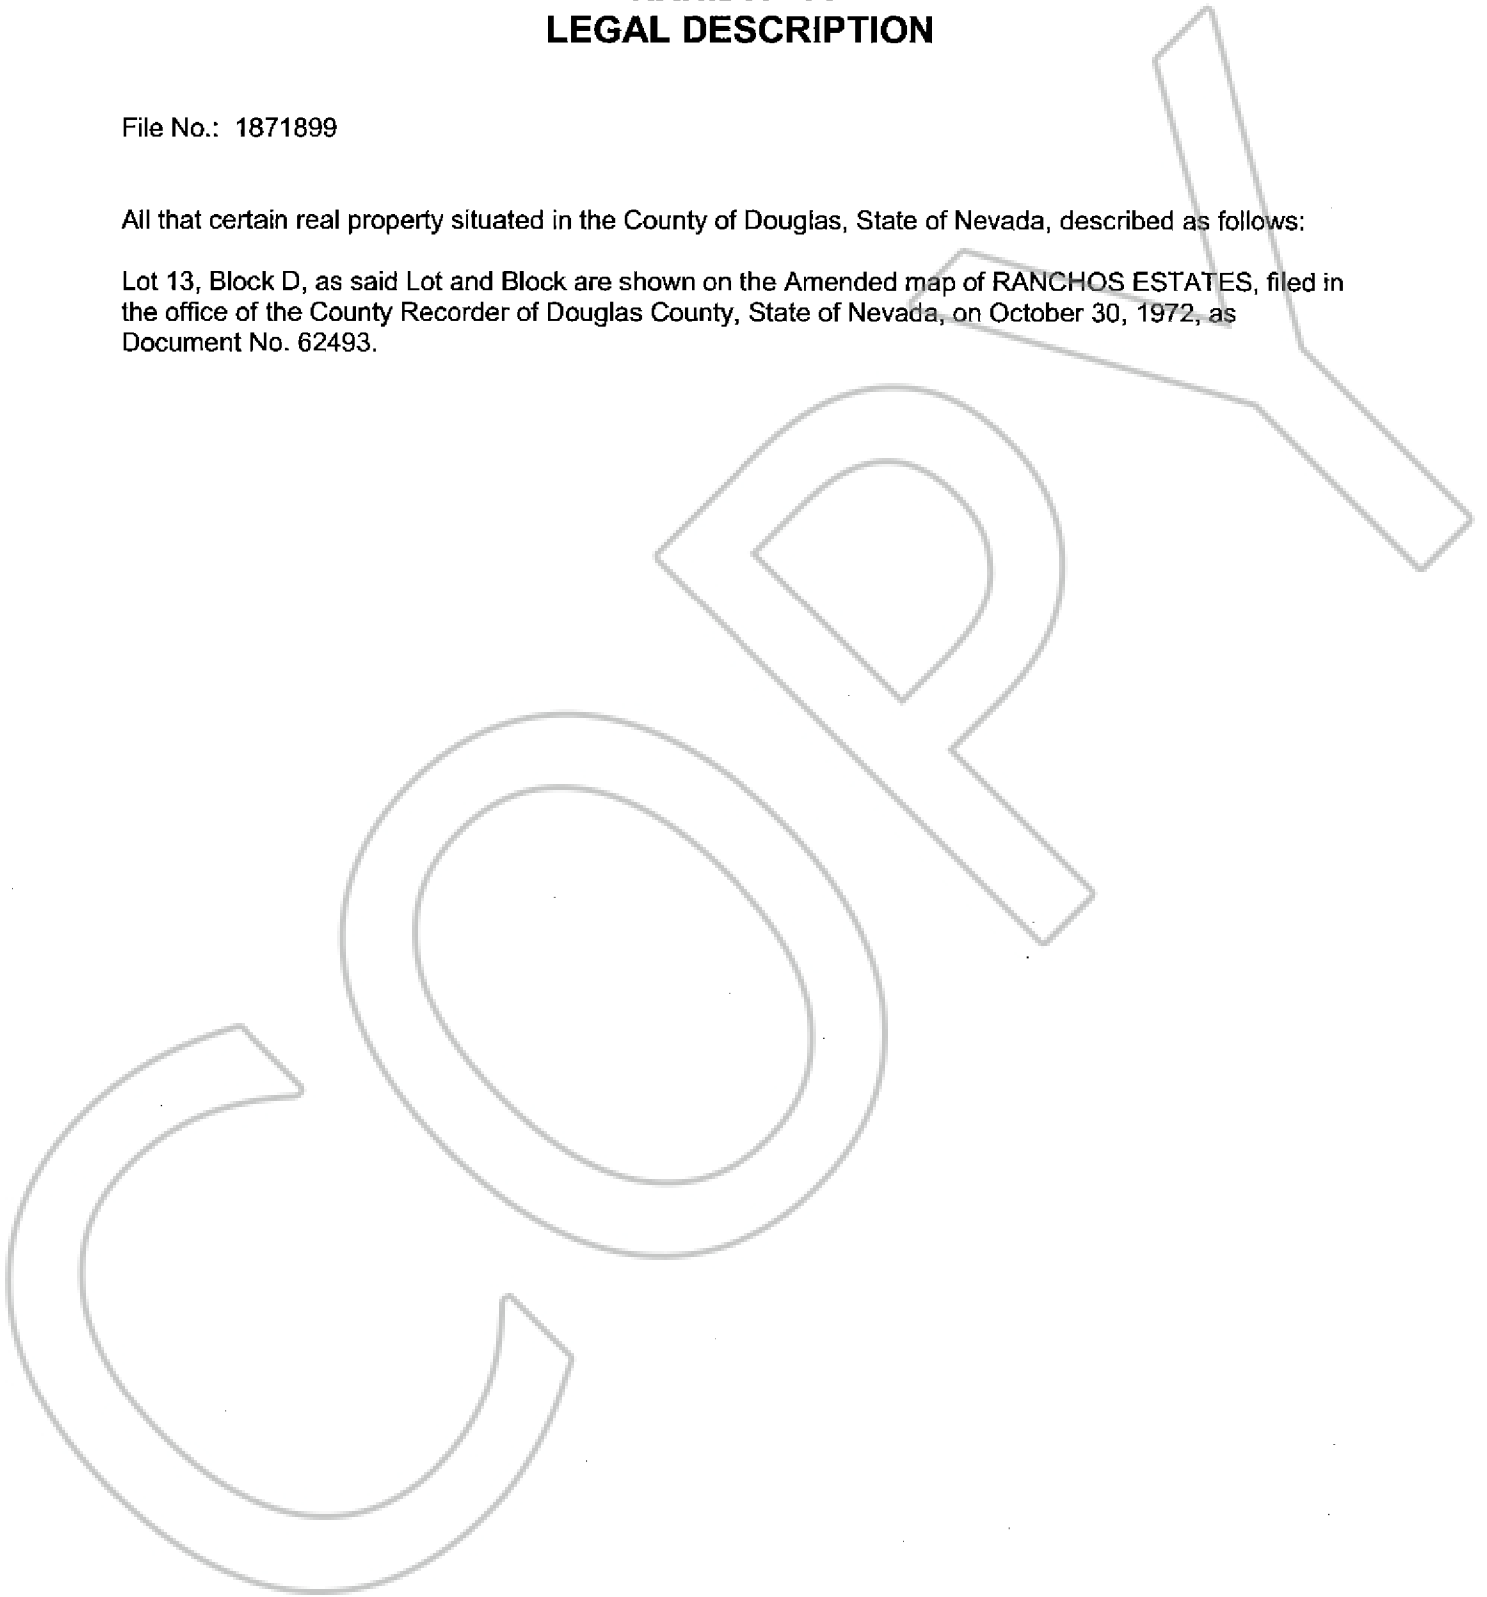 LEGAL DESCRIPTION
File No.: 1871899
All that certain real property situated in the County of Douglas, State of Nevada, described as follows:
Lot 13, Block D, as said Lot and Block are shown on the Amended map of RANCHOS ESTATES, filed in
the office of the County Recorder of Douglas County, State of Nevada, on October 30, 1972, as
Document No. 62493.
COPY